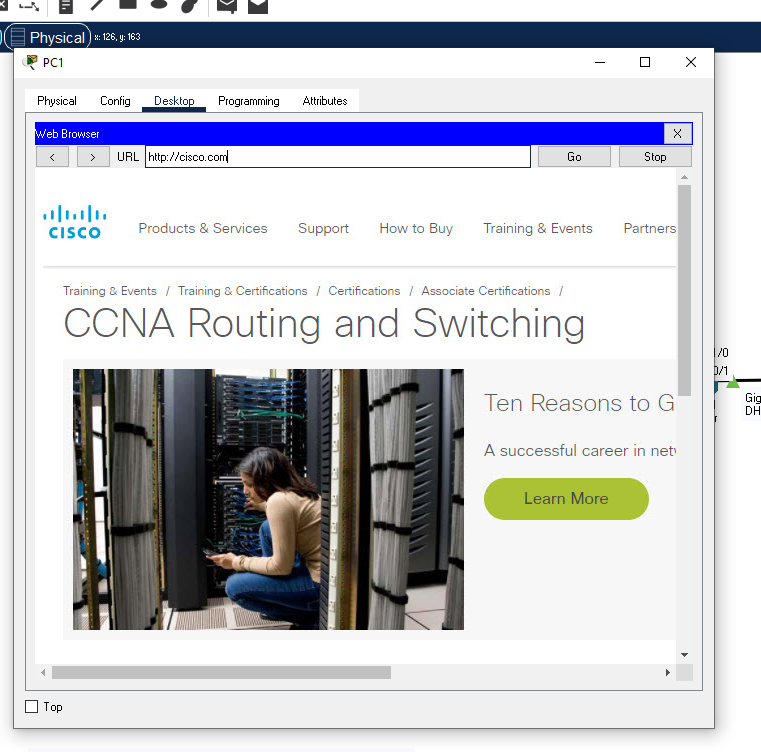 Physical x: 126, y: 163
PC1
Physical Config Desktop Programming Attributes
Web Browser X
< > URL http://cisco.com Go Stop
CISCO
Products & Services Support How to Buy Training & Events Partners
Training & Events / Training & Certifications / Certifications / Associate Certifications /
CCNA Routing and Switching
Ten Reasons to G
A successful career in net
Learn More
1/0
0/1
Gig
DH
r
Top